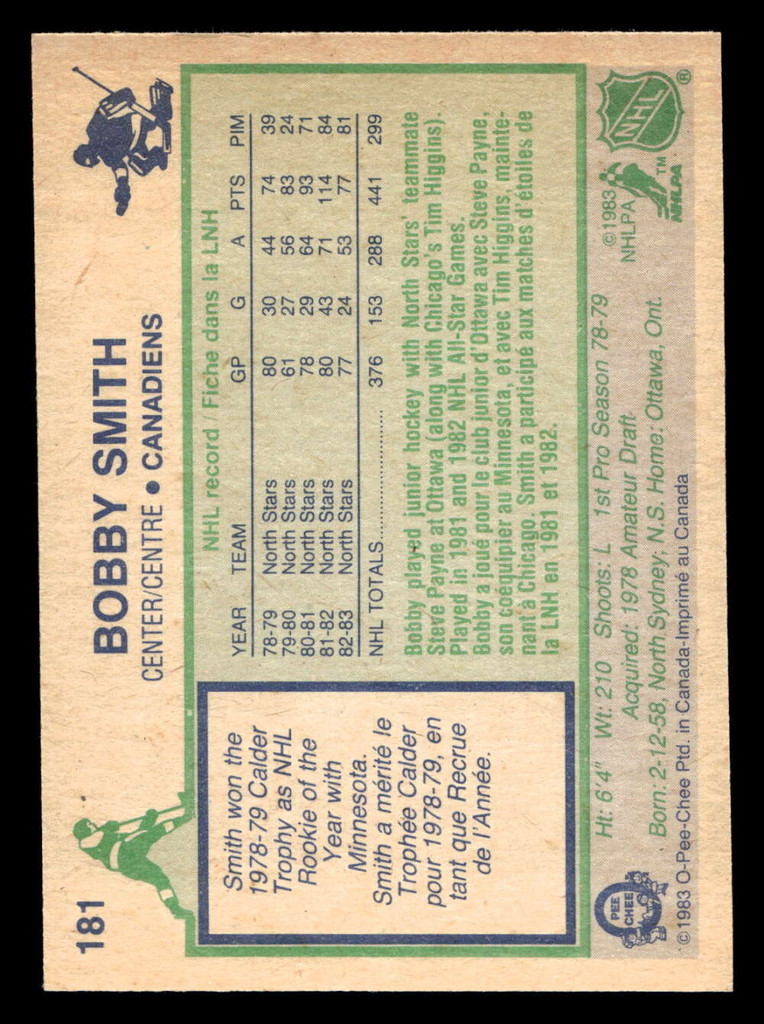 181
BOBBY SMITH
CENTER/CENTRE • CANADIENS
Smith won the
1978-79 Calder
Trophy as NHL
Rookie of the
Year with
Minnesota.
Smith a mérité le
Trophée Calder
pour 1978-79, en
tant que Recrue
de l'Année.
NHL record / Fiche dans la LNH
YEAR TEAM GP G A PTS PIM
78-79 North Stars 80 30 44 74 39
79-80 North Stars 61 27 56 83 24
80-81 North Stars 78 29 64 93 71
81-82 North Stars 80 43 71 114 84
82-83 North Stars 77 24 53 77 81
NHL TOTALS.................. 376 153 288 441 299
Bobby played junior hockey with North Stars' teammate
Steve Payne at Ottawa (along with Chicago's Tim Higgins).
Played in 1981 and 1982 NHL All-Star Games.
Bobby a joué pour le club junior d'Ottawa avec Steve Payne,
son coéquipier au Minnesota, et avec Tim Higgins, mainte-
nant à Chicago. Smith a participé aux matches d'étoiles de
la LNH en 1981 et 1982.
Ht: 6'4" Wt: 210 Shoots: L 1st Pro Season 78-79
Acquired: 1978 Amateur Draft
Born: 2-12-58, North Sydney, N.S. Home: Ottawa, Ont.
©1983 O-Pee-Chee Ptd. in Canada-Imprimé au Canada
O PEE CHEE
©1983
NHLPA
NHL ®
NHLPA ™